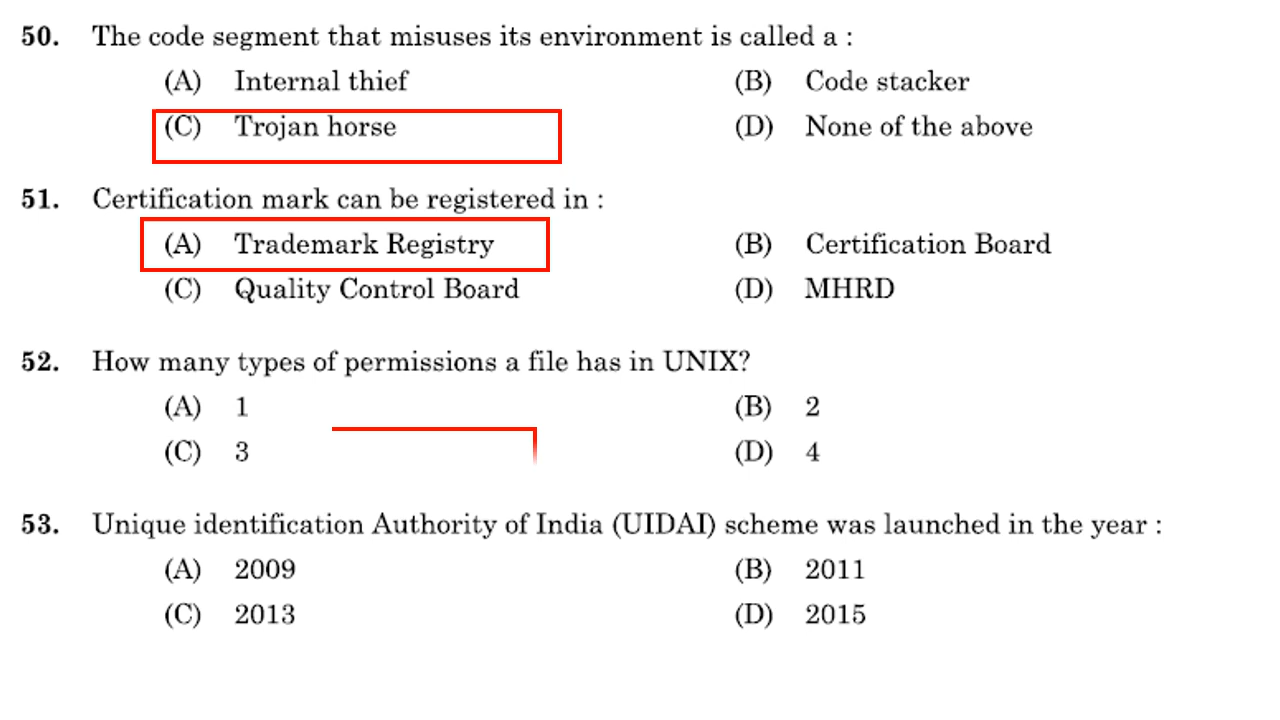 50. The code segment that misuses its environment is called a :
(A) Internal thief (B) Code stacker
(C) Trojan horse (D) None of the above
51. Certification mark can be registered in :
(A) Trademark Registry (B) Certification Board
(C) Quality Control Board (D) MHRD
52. How many types of permissions a file has in UNIX?
(A) 1 (B) 2
(C) 3 (D) 4
53. Unique identification Authority of India (UIDAI) scheme was launched in the year :
(A) 2009 (B) 2011
(C) 2013 (D) 2015